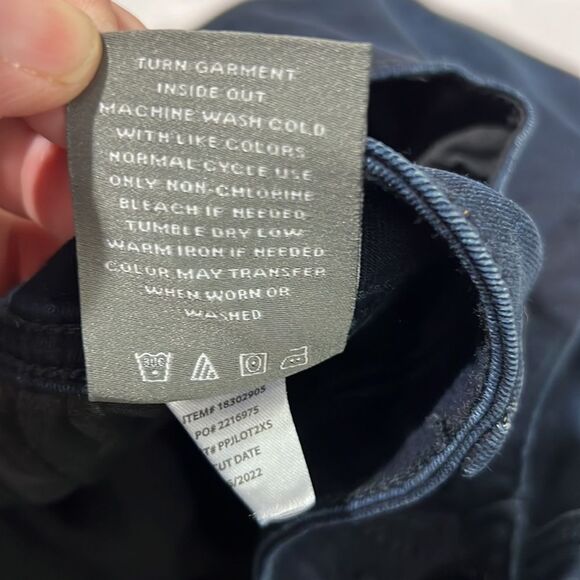 TURN GARMENT
INSIDE OUT
MACHINE WASH COLD
WITH LIKE COLORS
NORMAL CYCLE USE
ONLY NON-CHLORINE
BLEACH IF NEEDED
TUMBLE DRY LOW
WARM IRON IF NEEDED
COLOR MAY TRANSFER
WHEN WORN OR
WASHED
ITEM# 18302905
PO# 2216975
T# PPJLOT2XS
CUT DATE
/2022